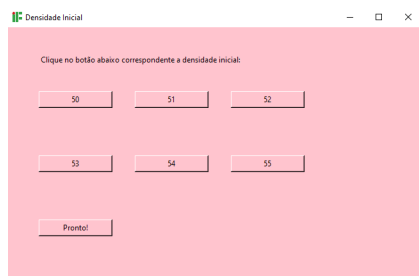 Densidade Inicial
Clique no botão abaixo correspondente a densidade inicial:
50 51 52
53 54 55
Pronto!